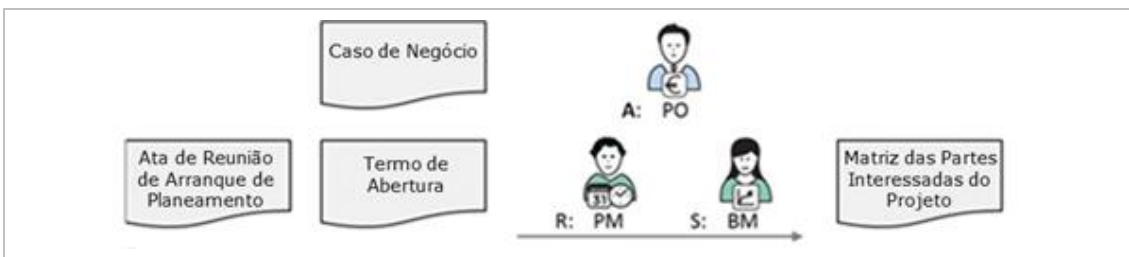 Caso de Negócio
A: PO
Ata de Reunião
de Arranque de
Planeamento
Termo de
Abertura
R: PM
S: BM
Matriz das Partes
Interessadas do
Projeto
€
31